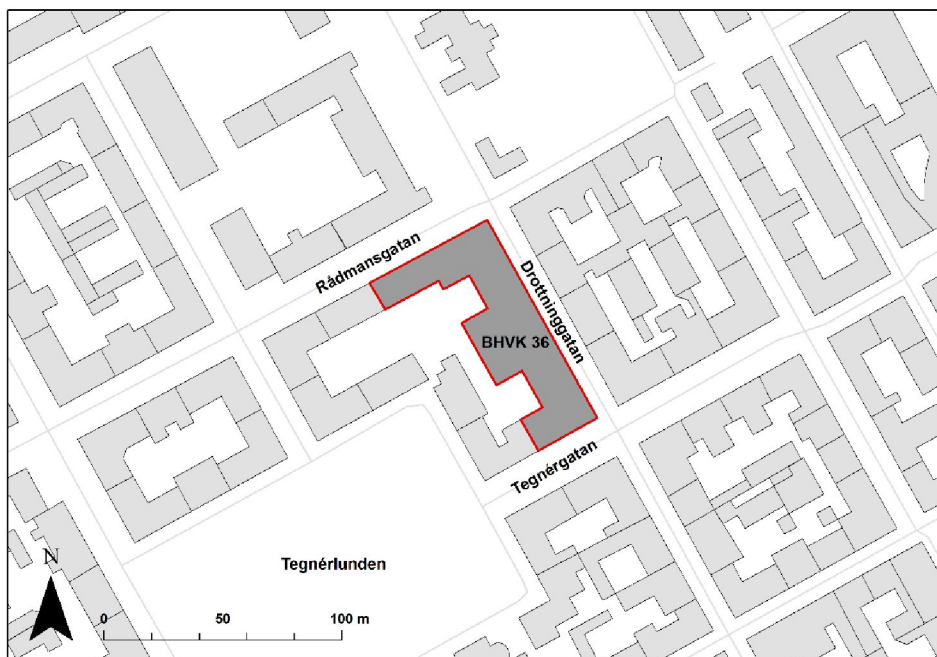 Rådmansgatan
Drottninggatan
BHVK 36
Tegnérgatan
Tegnérlunden
N
0 50 100 m